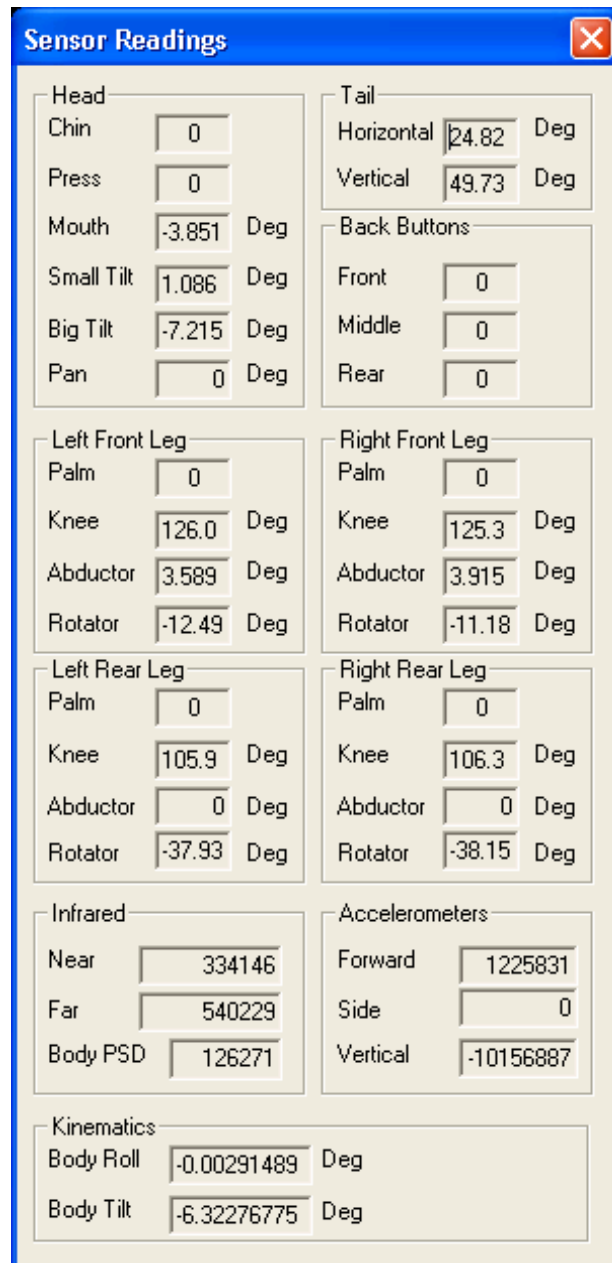 Sensor Readings
Head
Chin 0
Press 0
Mouth -3.851 Deg
Small Tilt 1.086 Deg
Big Tilt -7.215 Deg
Pan 0 Deg
Tail
Horizontal 24.82 Deg
Vertical 49.73 Deg
Back Buttons
Front 0
Middle 0
Rear 0
Left Front Leg
Palm 0
Knee 126.0 Deg
Abductor 3.589 Deg
Rotator -12.49 Deg
Right Front Leg
Palm 0
Knee 125.3 Deg
Abductor 3.915 Deg
Rotator -11.18 Deg
Left Rear Leg
Palm 0
Knee 105.9 Deg
Abductor 0 Deg
Rotator -37.93 Deg
Right Rear Leg
Palm 0
Knee 106.3 Deg
Abductor 0 Deg
Rotator -38.15 Deg
Infrared
Near 334146
Far 540229
Body PSD 126271
Accelerometers
Forward 1225831
Side 0
Vertical -10156887
Kinematics
Body Roll -0.00291489 Deg
Body Tilt -6.32276775 Deg